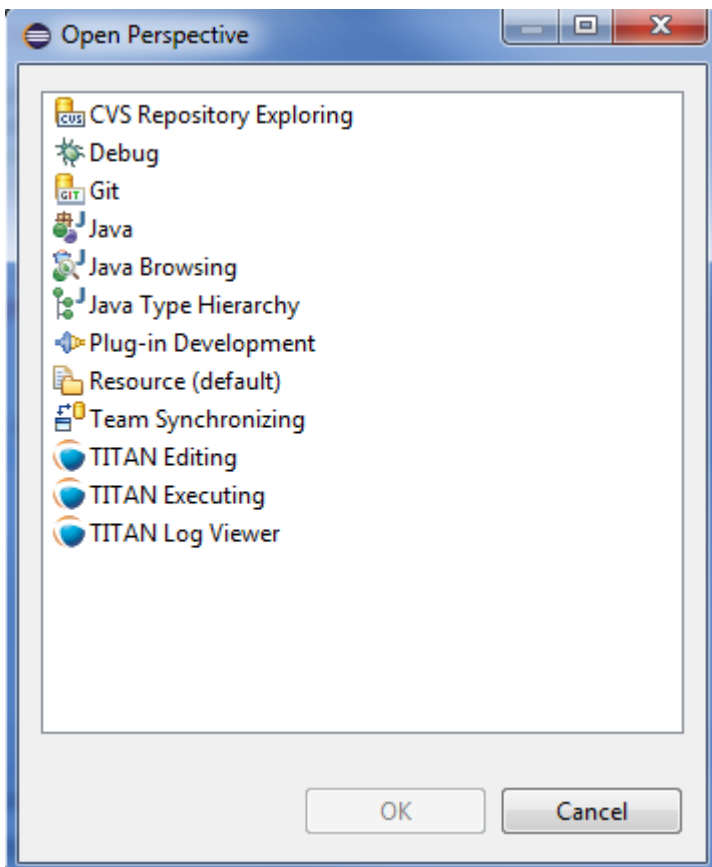 Open Perspective
CVS Repository Exploring
Debug
Git
Java
Java Browsing
Java Type Hierarchy
Plug-in Development
Resource (default)
Team Synchronizing
TITAN Editing
TITAN Executing
TITAN Log Viewer
OK Cancel